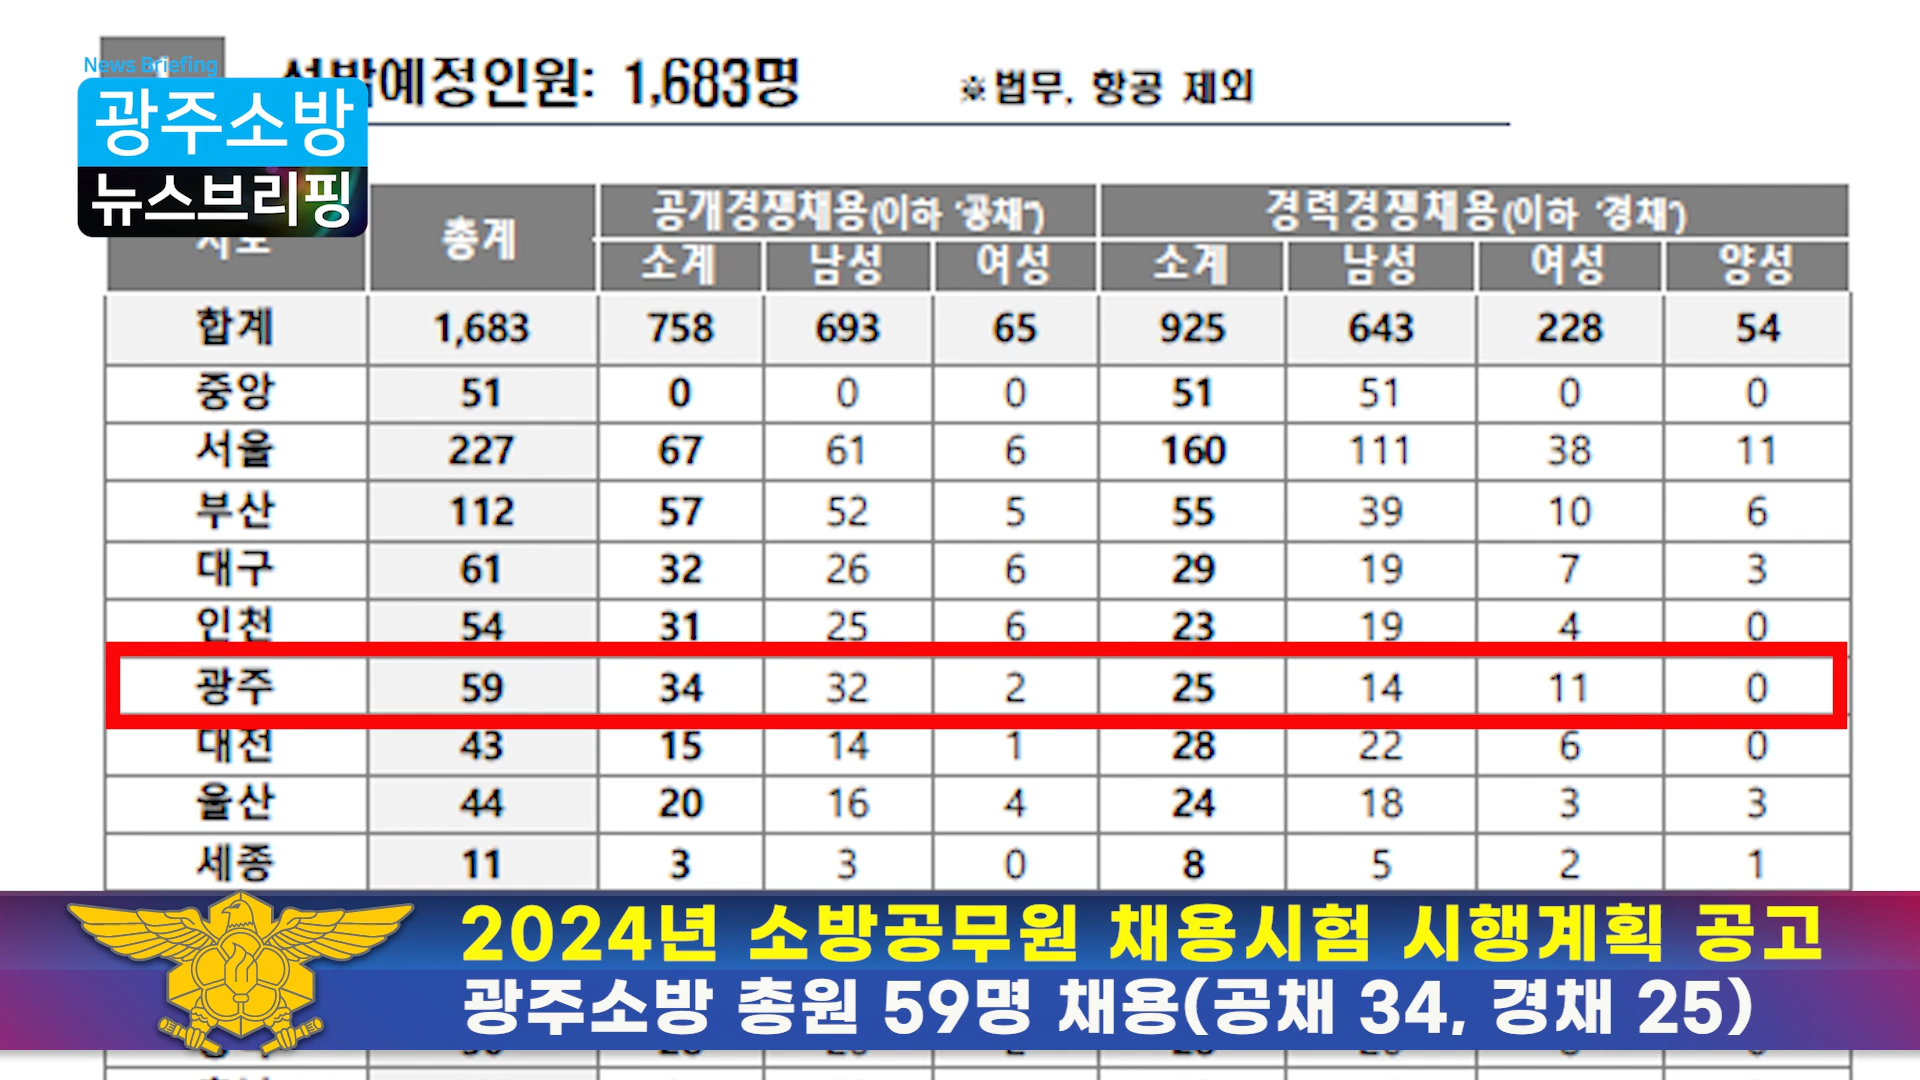 News Briefing
광주소방
뉴스브리핑
선발예정인원: 1,683명 ※법무, 항공 제외
시도 총계 공개경쟁채용(이하 '공채') 경력경쟁채용(이하 '경채')
소계 남성 여성 소계 남성 여성 양성
합계 1,683 758 693 65 925 643 228 54
중앙 51 0 0 0 51 51 0 0
서울 227 67 61 6 160 111 38 11
부산 112 57 52 5 55 39 10 6
대구 61 32 26 6 29 19 7 3
인천 54 31 25 6 23 19 4 0
광주 59 34 32 2 25 14 11 0
대전 43 15 14 1 28 22 6 0
울산 44 20 16 4 24 18 3 3
세종 11 3 3 0 8 5 2 1
2024년 소방공무원 채용시험 시행계획 공고
광주소방 총원 59명 채용(공채 34, 경채 25)